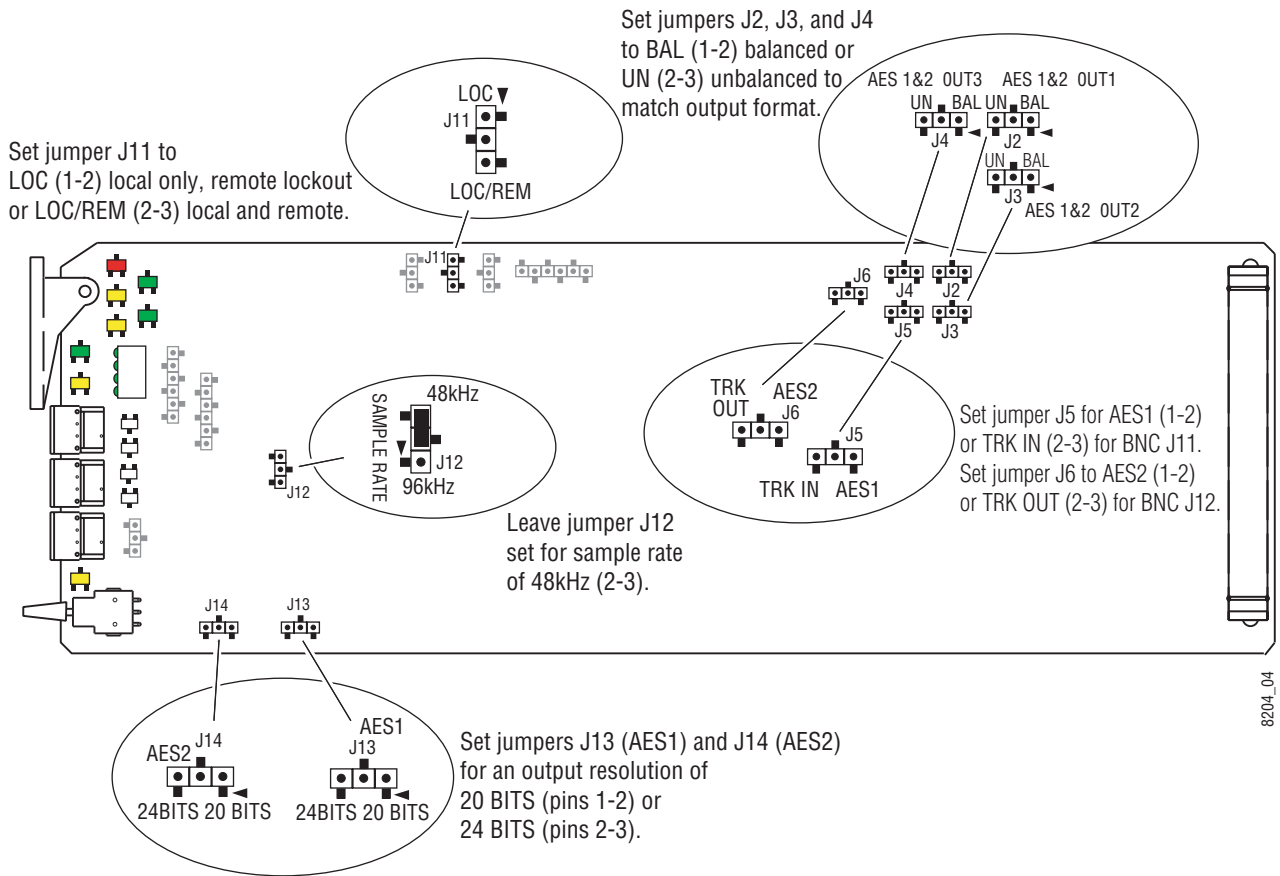 Set jumpers J2, J3, and J4
to BAL (1-2) balanced or
UN (2-3) unbalanced to
match output format.
AES 1&2 0UT3 AES 1&2 0UT1
UN BAL UN BAL
J4 J2
UN BAL
J3
AES 1&2 0UT2
LOC
J11
LOC/REM
Set jumper J11 to
LOC (1-2) local only, remote lockout
or LOC/REM (2-3) local and remote.
J11
J6
J4 J2
J5 J3
48kHz
SAMPLE RATE
J12
96kHz
J12
Leave jumper J12
set for sample rate
of 48kHz (2-3).
TRK
OUT
AES2
J6
J5
TRK IN AES1
Set jumper J5 for AES1 (1-2)
or TRK IN (2-3) for BNC J11.
Set jumper J6 to AES2 (1-2)
or TRK OUT (2-3) for BNC J12.
J14 J13
8204_04
AES2 J14
24BITS 20 BITS
AES1
J13
24BITS 20 BITS
Set jumpers J13 (AES1) and J14 (AES2)
for an output resolution of
20 BITS (pins 1-2) or
24 BITS (pins 2-3).